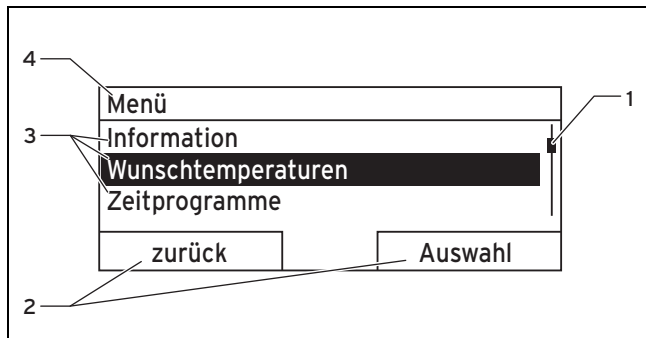 4
Menü
1
3
Information
Wunschtemperaturen
Zeitprogramme
zurück
Auswahl
2